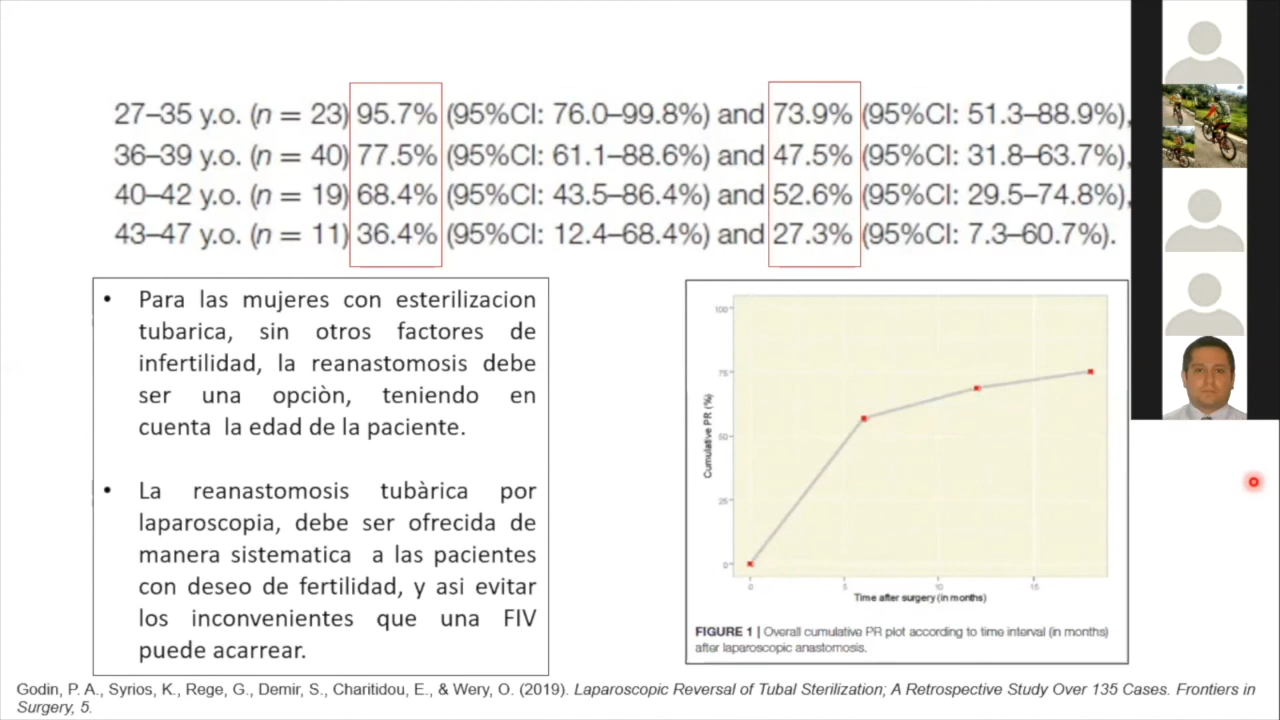 27–35 y.o. (n = 23) 95.7% (95%CI: 76.0–99.8%) and 73.9% (95%CI: 51.3–88.9%),
36–39 y.o. (n = 40) 77.5% (95%CI: 61.1–88.6%) and 47.5% (95%CI: 31.8–63.7%),
40–42 y.o. (n = 19) 68.4% (95%CI: 43.5–86.4%) and 52.6% (95%CI: 29.5–74.8%),
43–47 y.o. (n = 11) 36.4% (95%CI: 12.4–68.4%) and 27.3% (95%CI: 7.3–60.7%).
• Para las mujeres con esterilizacion
tubarica, sin otros factores de
infertilidad, la reanastomosis debe
ser una opciòn, teniendo en
cuenta la edad de la paciente.
• La reanastomosis tubàrica por
laparoscopia, debe ser ofrecida de
manera sistematica a las pacientes
con deseo de fertilidad, y asi evitar
los inconvenientes que una FIV
puede acarrear.
100
75
50
25
0
Cumulative PR (%)
0 5 10 15
Time after surgery (in months)
FIGURE 1 | Overall cumulative PR plot according to time interval (in months)
after laparoscopic anastomosis.
Godin, P. A., Syrios, K., Rege, G., Demir, S., Charitidou, E., & Wery, O. (2019). Laparoscopic Reversal of Tubal Sterilization; A Retrospective Study Over 135 Cases. Frontiers in
Surgery, 5.